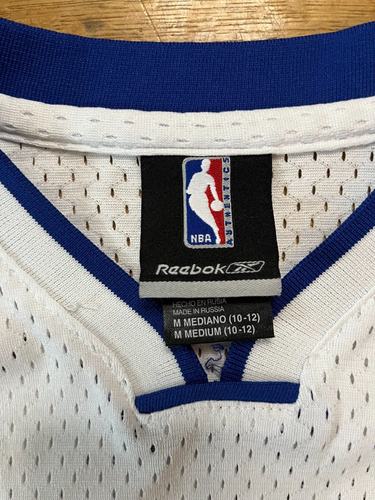 NBA
AUTHENTICS
Reebok
HECHO EN RUSIA
MADE IN RUSSIA
M MEDIANO (10-12)
M MEDIUM (10-12)